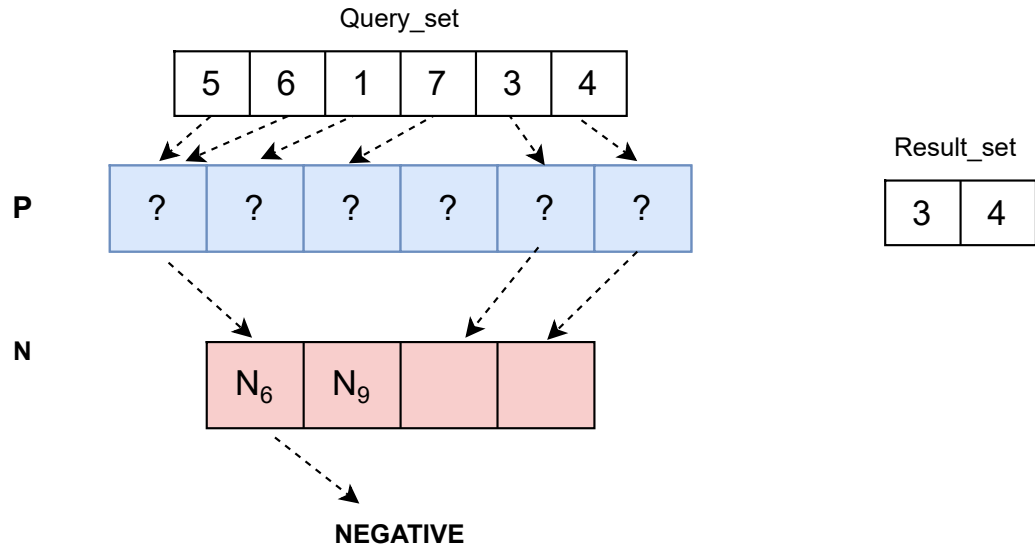 Query_set
5 6 1 7 3 4
Result_set
P ? ? ? ? ? ? 3 4
N
N₆ N₉
NEGATIVE